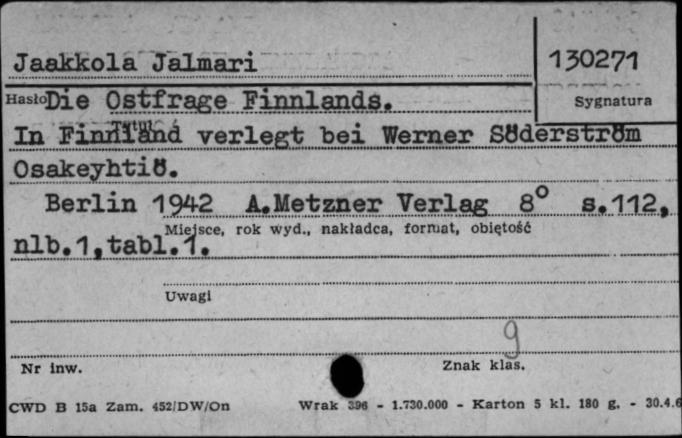 Jaakkola Jalmari
130271
Hasło Die Ostfrage Finnlands.
Sygnatura
Tytuł
In Finnland verlegt bei Werner Söderström
Osakeyhtiö.
Berlin 1942 A.Metzner Verlag 8° s.112,
Miejsce, rok wyd., nakładca, format, objętość
nlb.1,tabl.1.
Uwagi
9
Nr inw.
Znak klas.
CWD B 15a Zam. 452/DW/On Wrak 396 - 1.730.000 - Karton 5 kl. 180 g. - 30.4.6